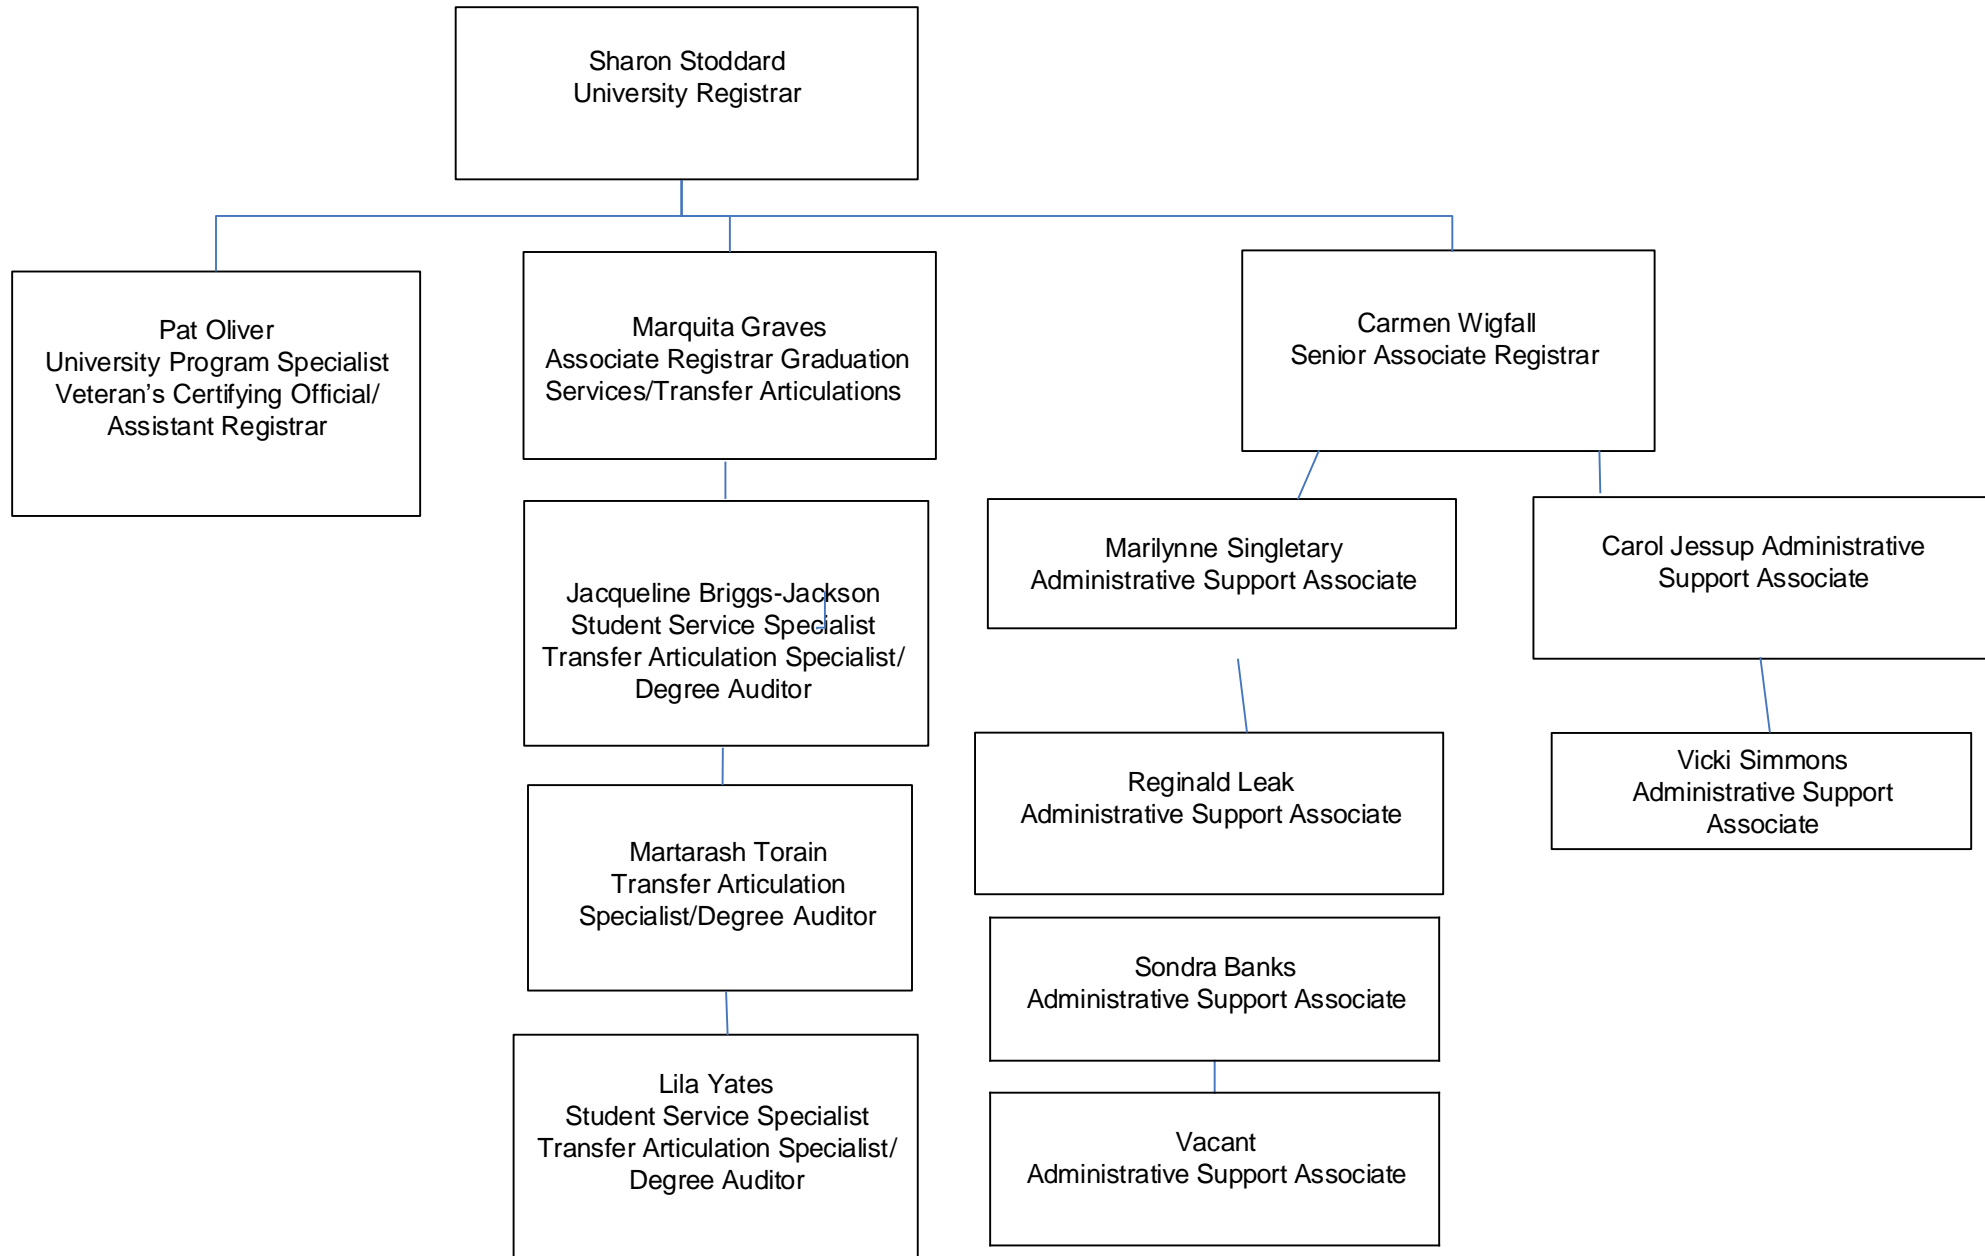 Sharon Stoddard
University Registrar
Pat Oliver
University Program Specialist
Veteran’s Certifying Official/
Assistant Registrar
Marquita Graves
Associate Registrar Graduation
Services/Transfer Articulations
Carmen Wigfall
Senior Associate Registrar
Jacqueline Briggs-Jackson
Student Service Specialist
Transfer Articulation Specialist/
Degree Auditor
Marilynne Singletary
Administrative Support Associate
Carol Jessup Administrative
Support Associate
Martarash Torain
Transfer Articulation
Specialist/Degree Auditor
Reginald Leak
Administrative Support Associate
Vicki Simmons
Administrative Support
Associate
Sondra Banks
Administrative Support Associate
Lila Yates
Student Service Specialist
Transfer Articulation Specialist/
Degree Auditor
Vacant
Administrative Support Associate